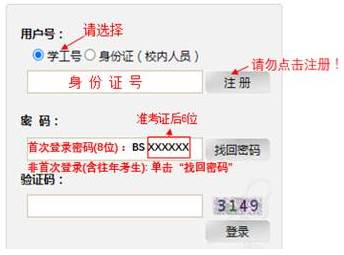 请选择
用户号：
学工号 身份证（校内人员）
请勿点击注册！
身 份 证 号 注 册
准考证后6位
密 码：
首次登录密码(8位)：BS XXXXXX 找回密码
非首次登录(含往年考生): 单击 “找回密码”
验证码：
3149
登录